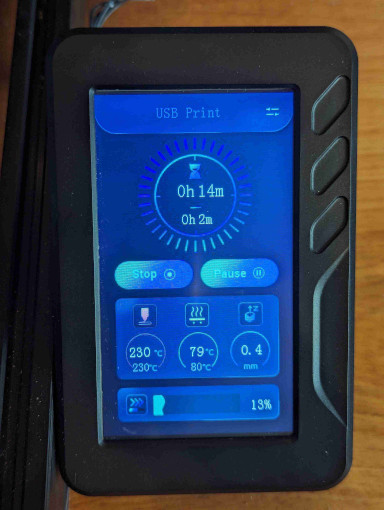 USB Print
0h 14m
0h 2m
Stop
Pause
Z
230 ℃
79℃
0.4
230℃
80℃
mm
13%